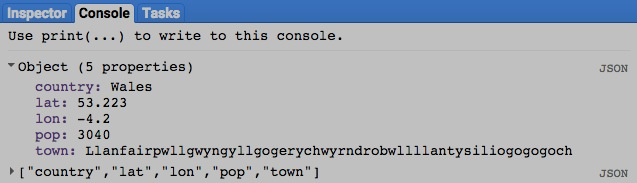 Inspector Console Tasks
Use print(...) to write to this console.
Object (5 properties) JSON
country: Wales
lat: 53.223
lon: -4.2
pop: 3040
town: Llanfairpwllgwyngyllgogerychwyrndrobwllllantysiliogogogoch
["country","lat","lon","pop","town"] JSON